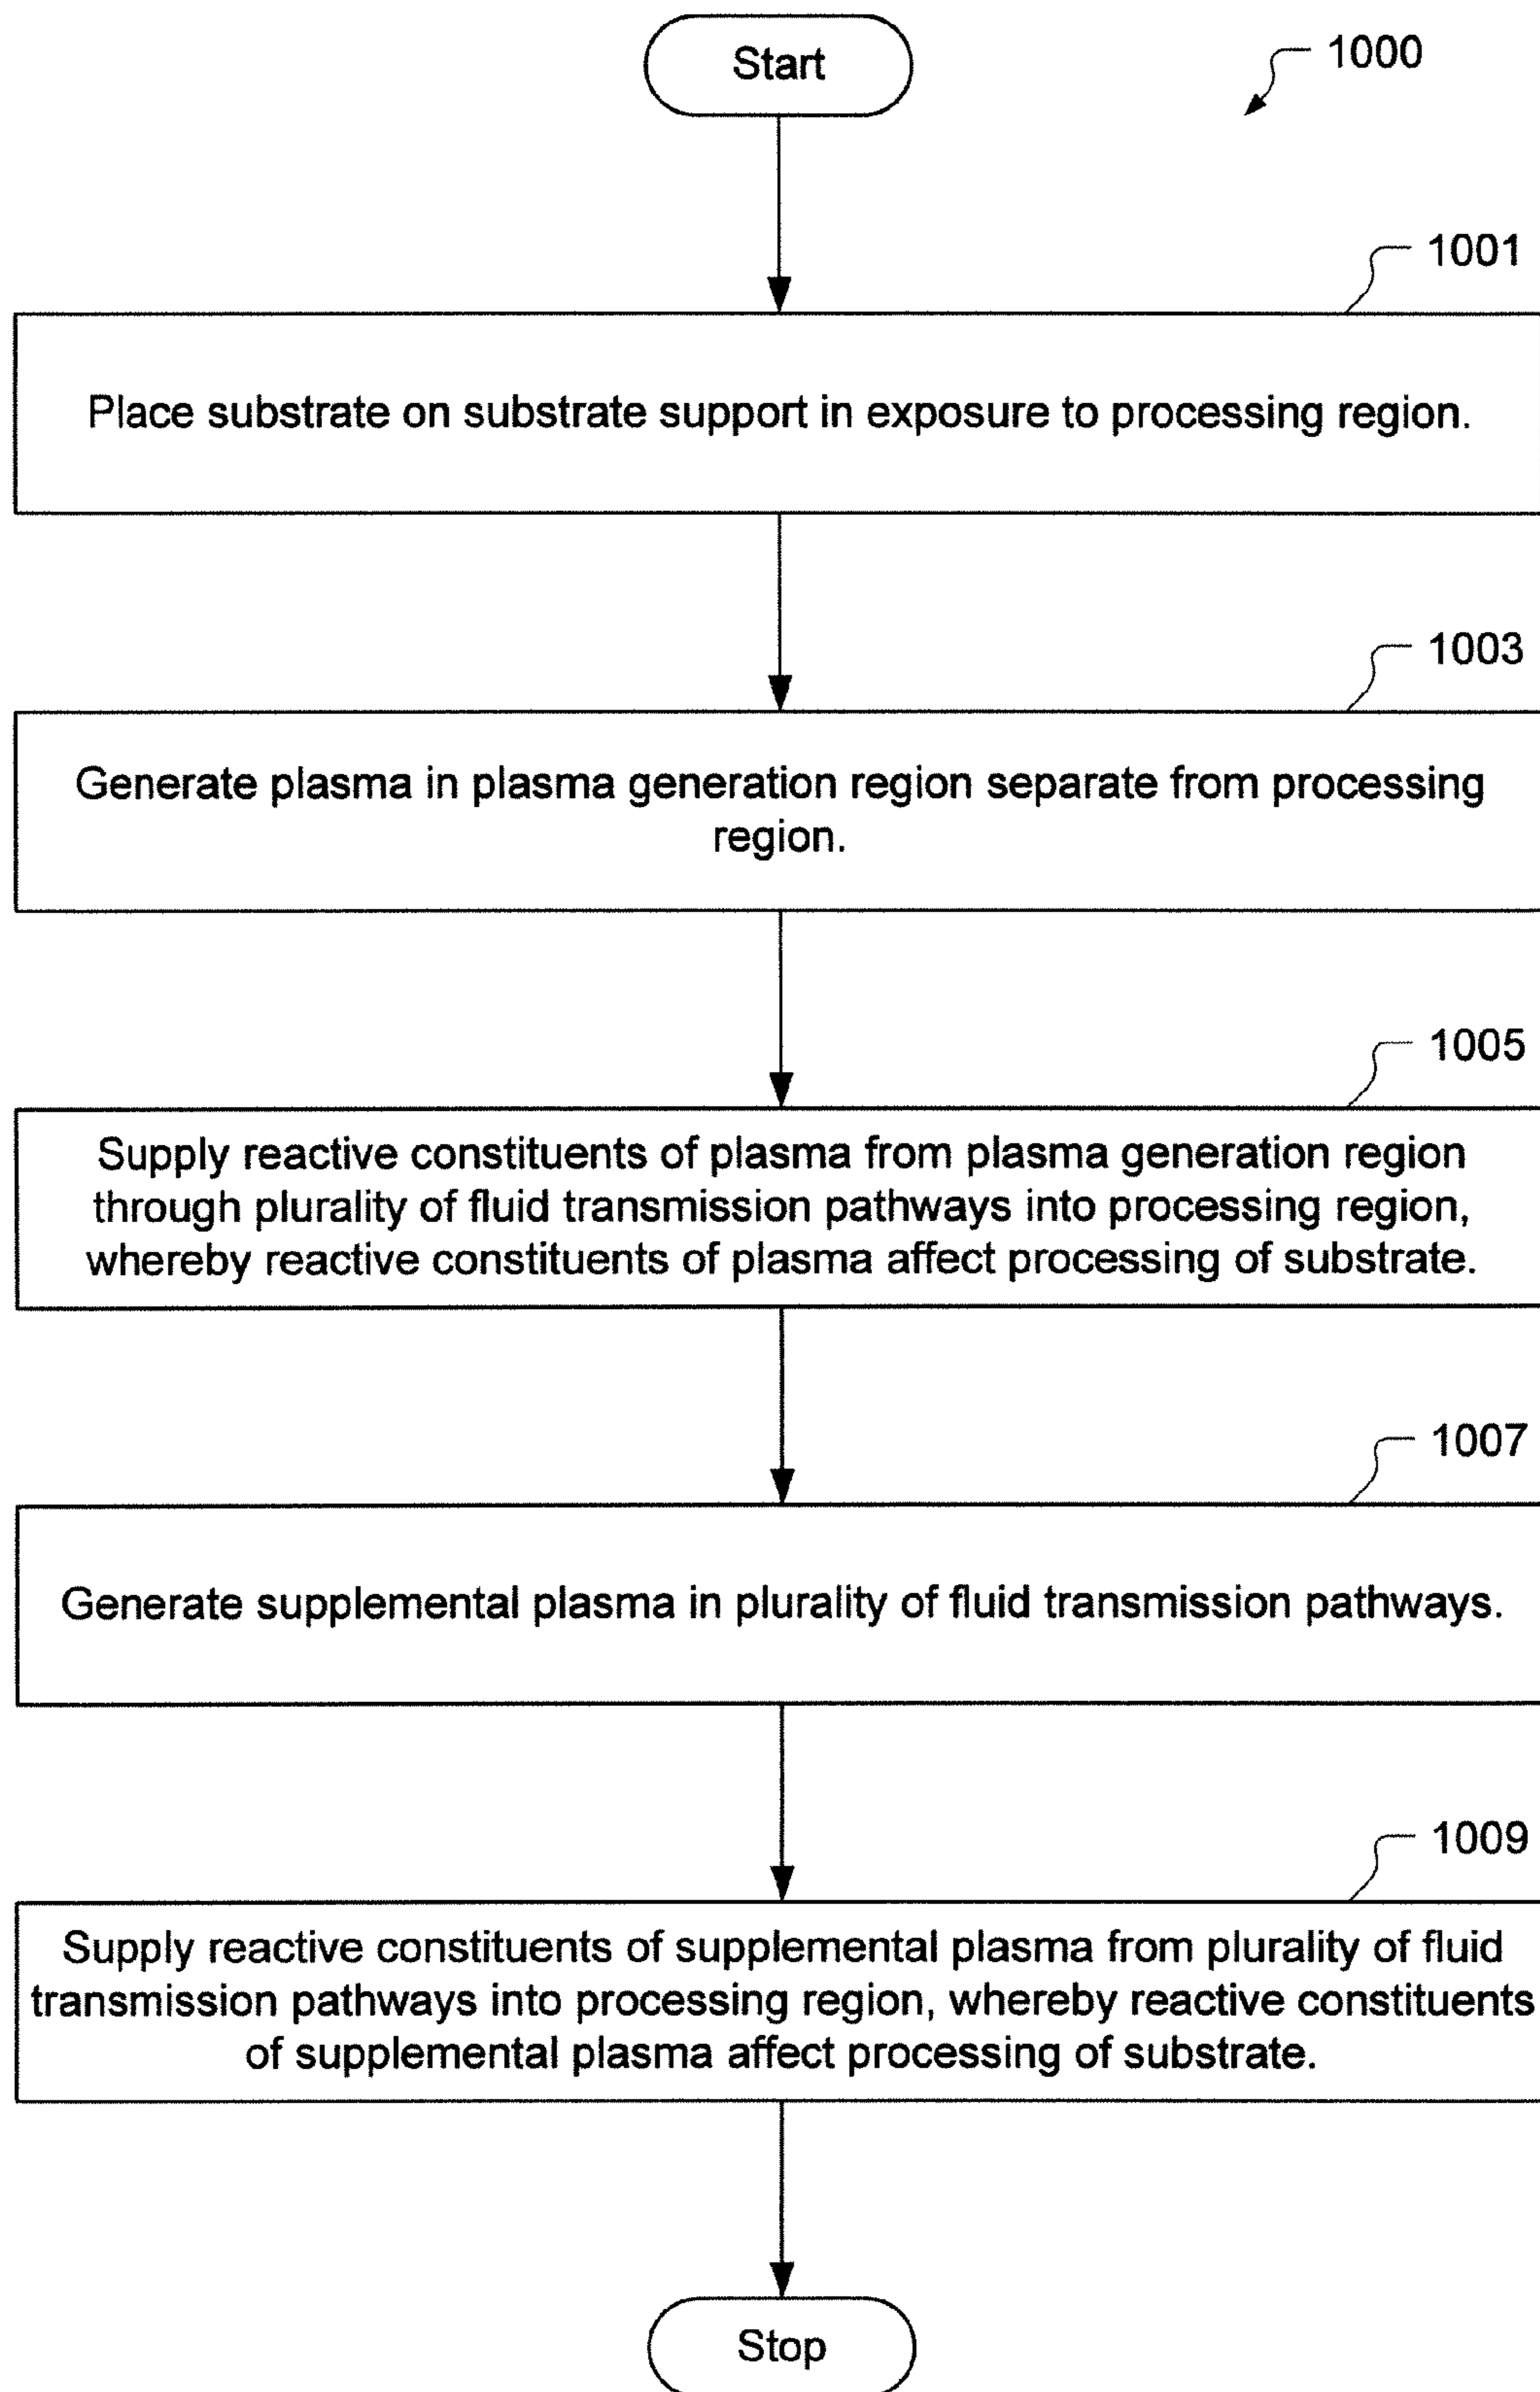 Start
1000
1001
Place substrate on substrate support in exposure to processing region.
1003
Generate plasma in plasma generation region separate from processing
region.
1005
Supply reactive constituents of plasma from plasma generation region
through plurality of fluid transmission pathways into processing region,
whereby reactive constituents of plasma affect processing of substrate.
1007
Generate supplemental plasma in plurality of fluid transmission pathways.
1009
Supply reactive constituents of supplemental plasma from plurality of fluid
transmission pathways into processing region, whereby reactive constituents
of supplemental plasma affect processing of substrate.
Stop